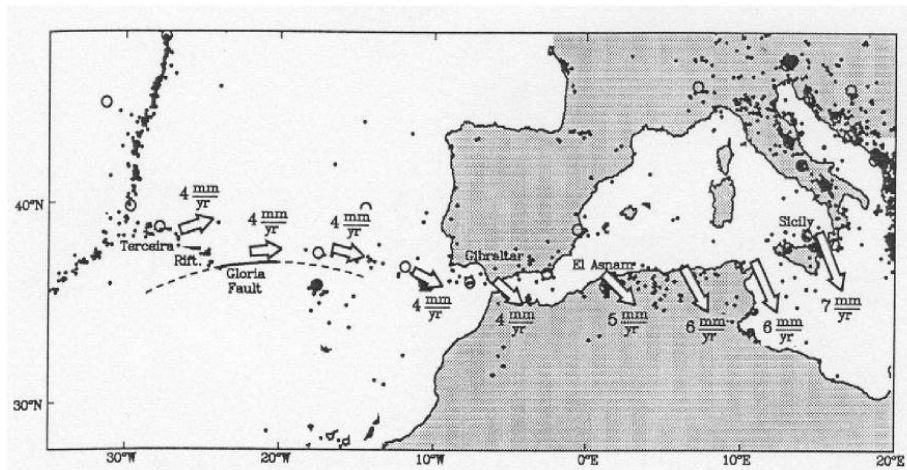 4 mm/yr
4 mm/yr
4 mm/yr
40°N
Terceira
Rift.
Gloria
Fault
Gibraltar
El Asnam
Sicily
4 mm/yr
4 mm/yr
5 mm/yr
6 mm/yr
6 mm/yr
7 mm/yr
30°N
30°W
20°W
10°W
0°E
10°E
20°E